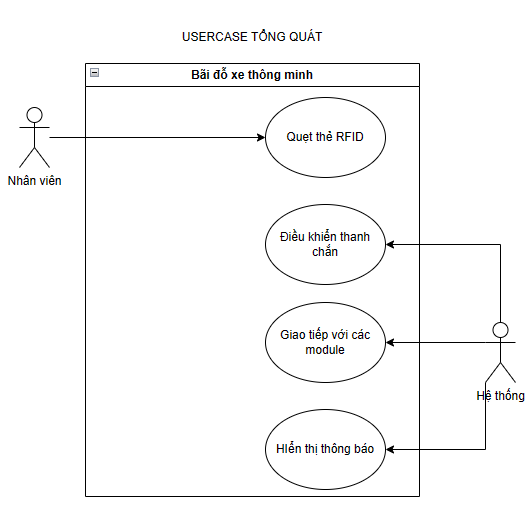 USERCASE TỔNG QUÁT
Bãi đỗ xe thông minh
Quẹt thẻ RFID
Nhân viên
Điều khiển thanh
chắn
Giao tiếp với các
module
Hệ thống
HIển thị thông báo